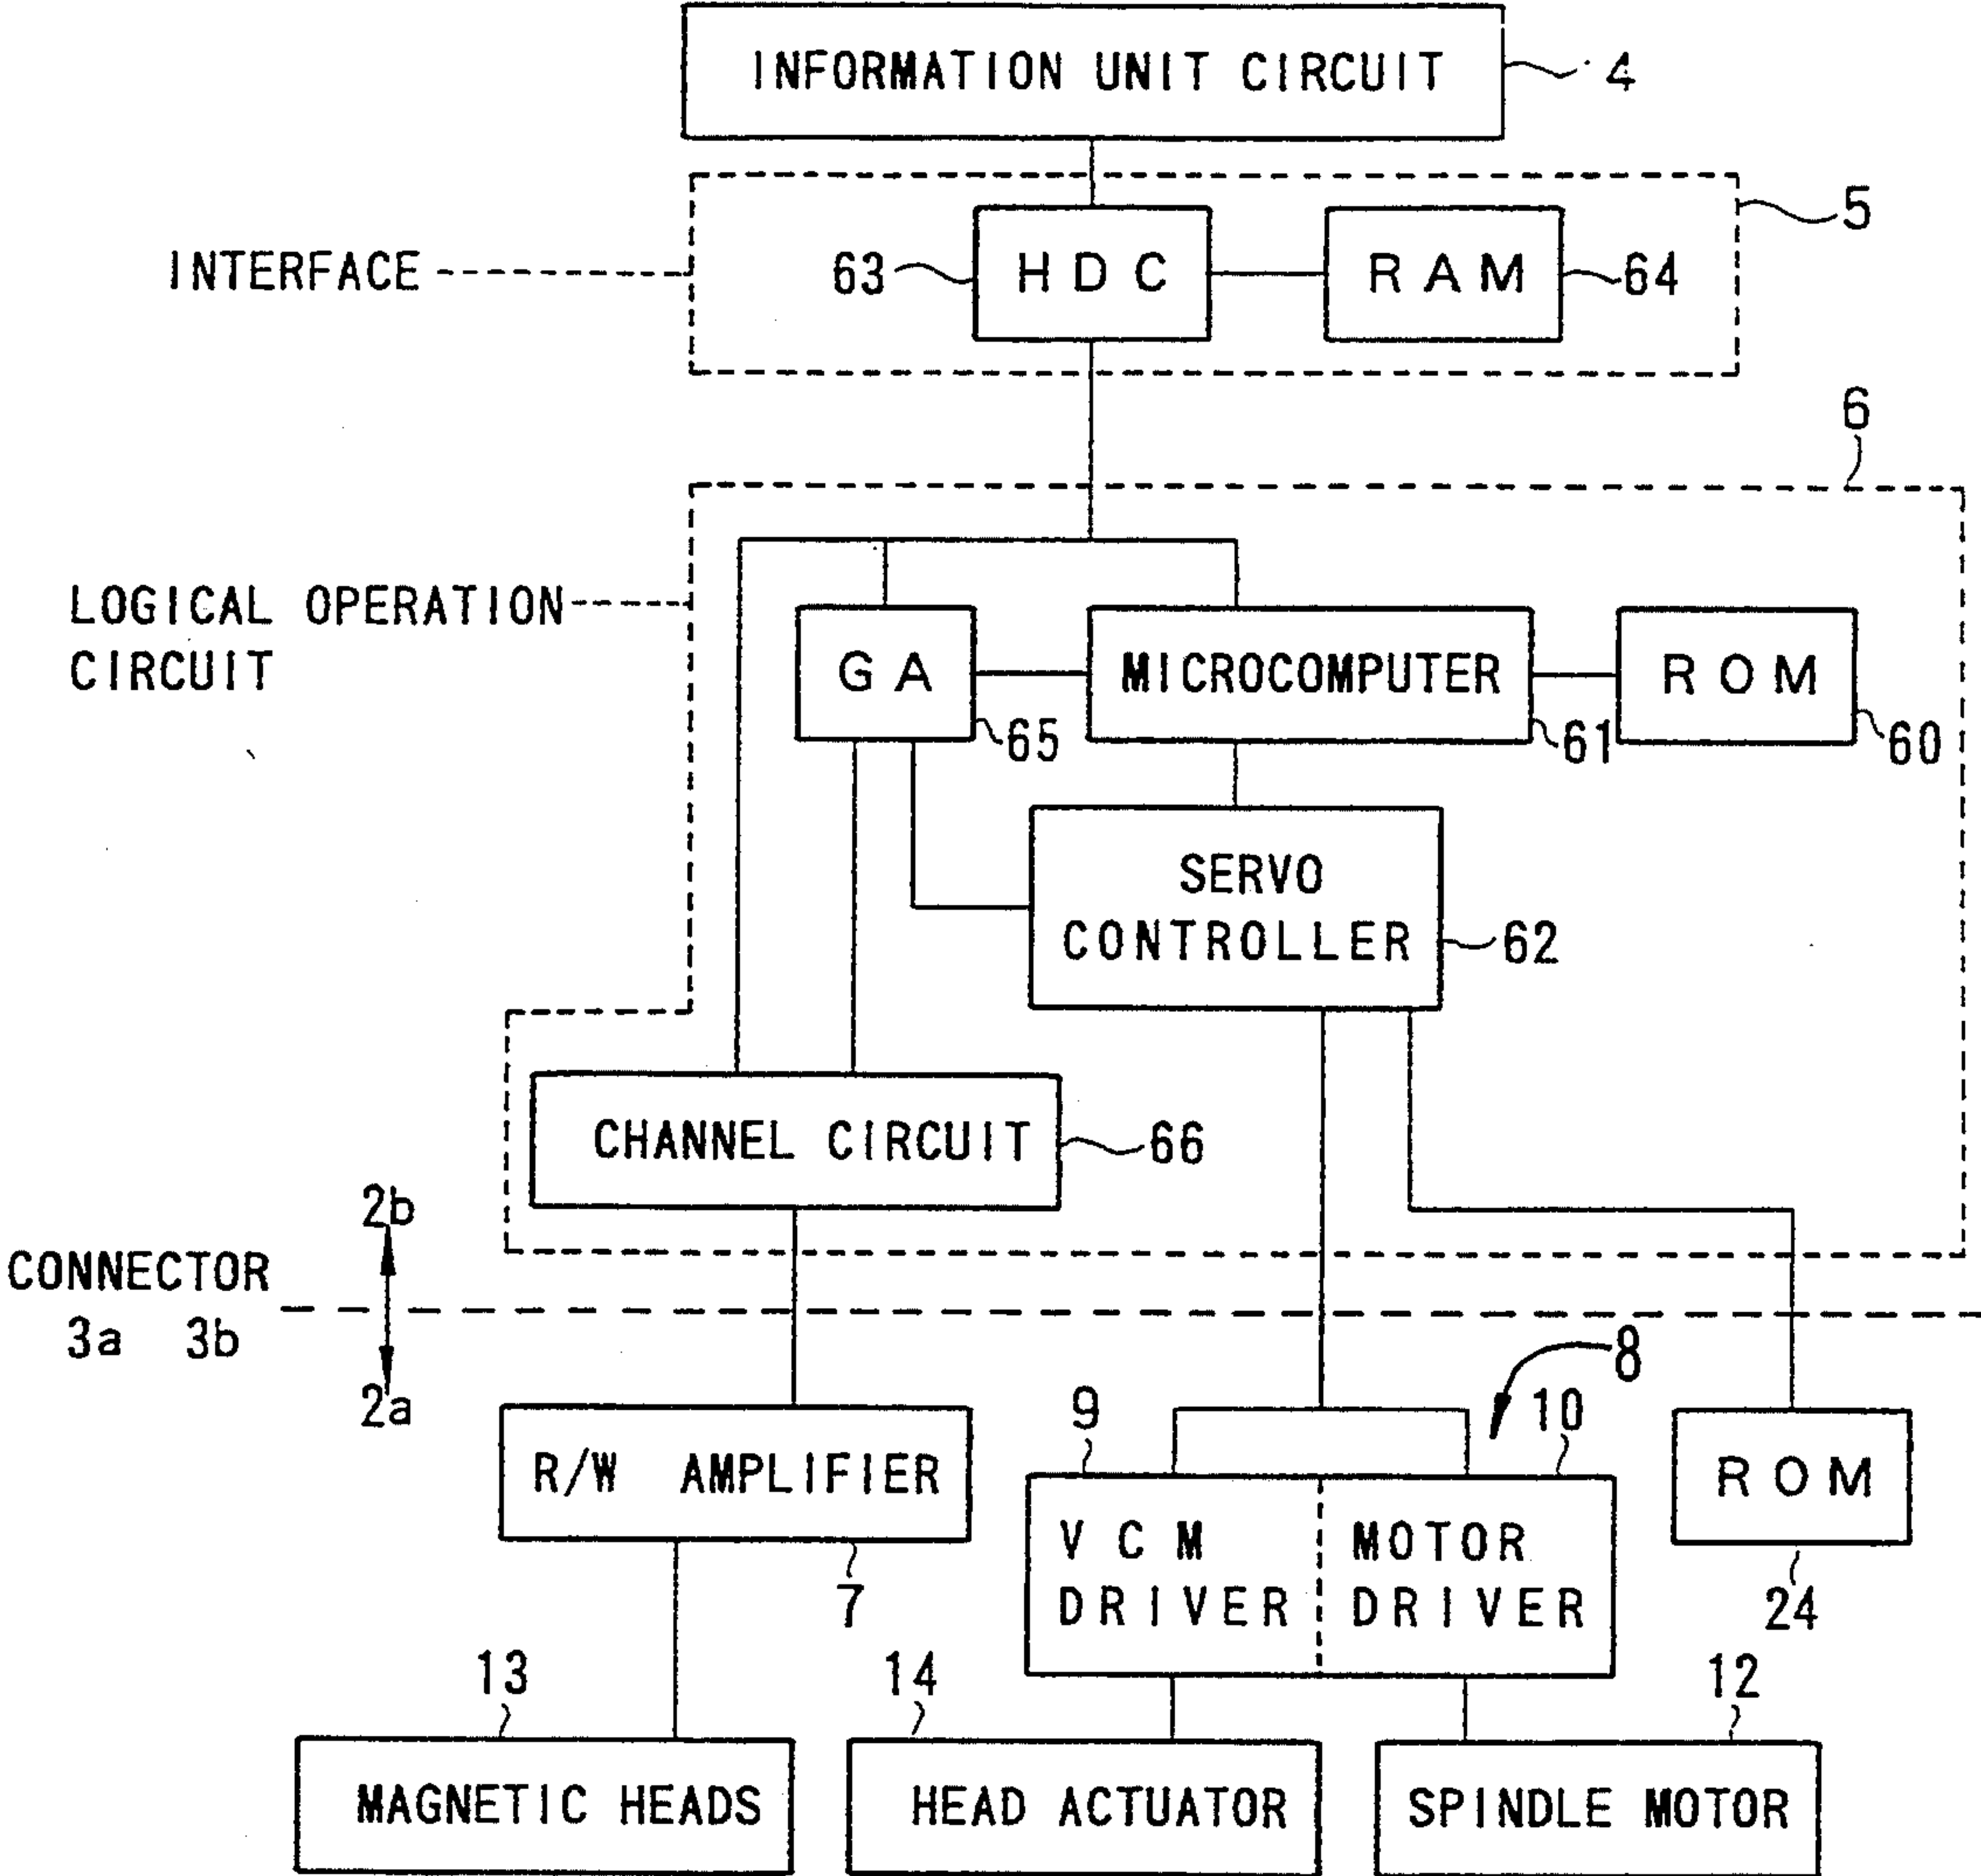 INFORMATION UNIT CIRCUIT
4
5
INTERFACE
63
HDC
RAM
64
6
LOGICAL OPERATION
CIRCUIT
GA
65
MICROCOMPUTER
61
ROM
60
SERVO
CONTROLLER
62
CHANNEL CIRCUIT
66
2b
CONNECTOR
3a 3b
2a
8
9
10
R/W AMPLIFIER
7
VCM
DRIVER
MOTOR
DRIVER
ROM
24
13
14
12
MAGNETIC HEADS
HEAD ACTUATOR
SPINDLE MOTOR